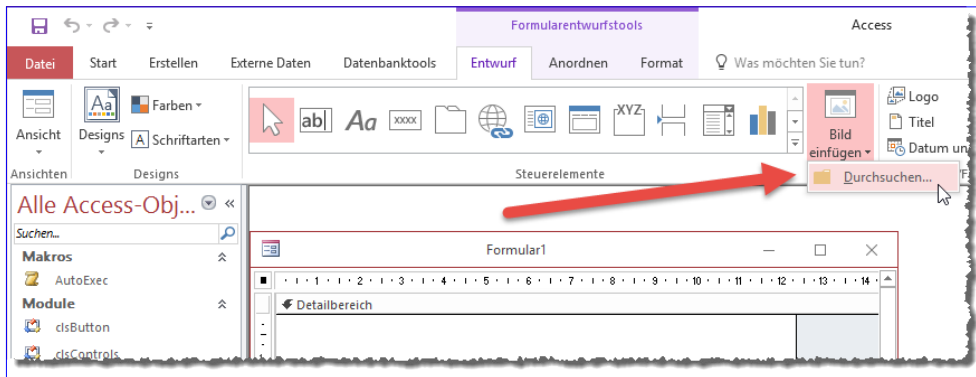 Formularentwurfstools
Access
Datei
Start
Erstellen
Externe Daten
Datenbanktools
Entwurf
Anordnen
Format
Was möchten Sie tun?
Ansicht
Designs
Farben
Aa
A Schriftarten
ab|
Aa
XXXX
XYZ
Bild
einfügen
Logo
Titel
Datum un
Ansichten
Designs
Steuerelemente
Durchsuchen...
Alle Access-Obj...
Suchen...
Makros
AutoExec
Module
clsButton
clsControls
Formular1
1 2 3 4 5 6 7 8 9 10 11 12 13 14
Detailbereich